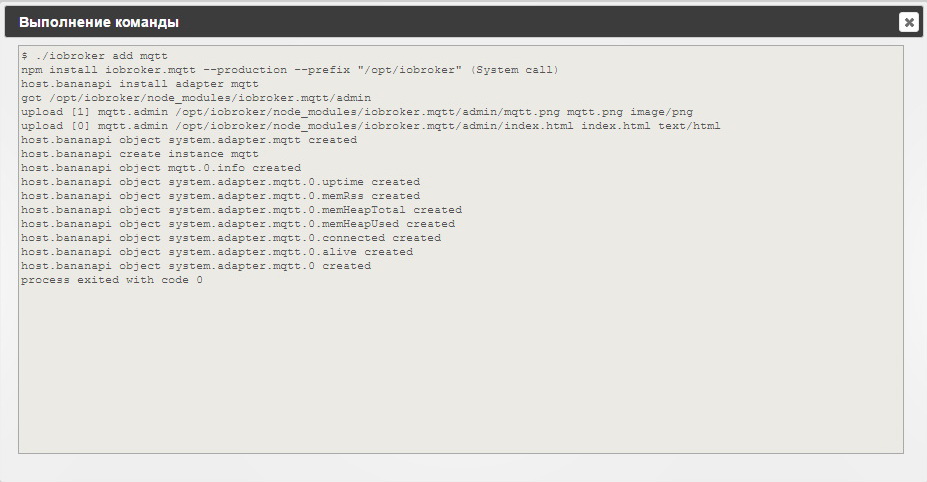 Выполнение команды
$ ./iobroker add mqtt
npm install iobroker.mqtt --production --prefix "/opt/iobroker" (System call)
host.bananapi install adapter mqtt
got /opt/iobroker/node_modules/iobroker.mqtt/admin
upload [1] mqtt.admin /opt/iobroker/node_modules/iobroker.mqtt/admin/mqtt.png mqtt.png image/png
upload [0] mqtt.admin /opt/iobroker/node_modules/iobroker.mqtt/admin/index.html index.html text/html
host.bananapi object system.adapter.mqtt created
host.bananapi create instance mqtt
host.bananapi object mqtt.0.info created
host.bananapi object system.adapter.mqtt.0.uptime created
host.bananapi object system.adapter.mqtt.0.memRss created
host.bananapi object system.adapter.mqtt.0.memHeapTotal created
host.bananapi object system.adapter.mqtt.0.memHeapUsed created
host.bananapi object system.adapter.mqtt.0.connected created
host.bananapi object system.adapter.mqtt.0.alive created
host.bananapi object system.adapter.mqtt.0 created
process exited with code 0